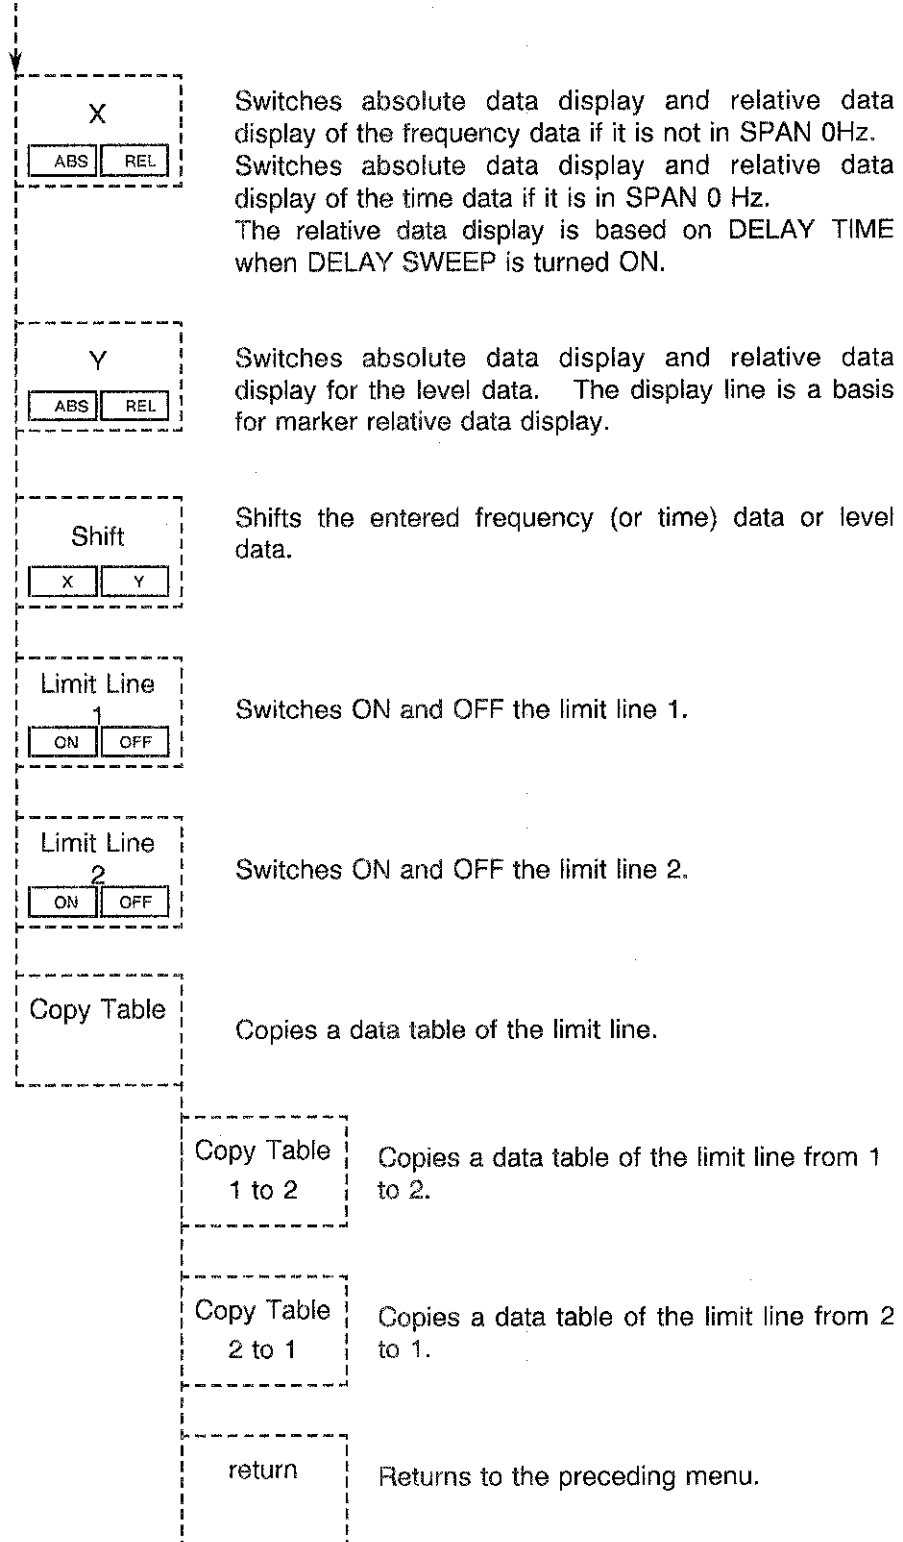 X
ABS REL
Switches absolute data display and relative data
display of the frequency data if it is not in SPAN 0Hz.
Switches absolute data display and relative data
display of the time data if it is in SPAN 0 Hz.
The relative data display is based on DELAY TIME
when DELAY SWEEP is turned ON.
Y
ABS REL
Switches absolute data display and relative data
display for the level data. The display line is a basis
for marker relative data display.
Shift
X Y
Shifts the entered frequency (or time) data or level
data.
Limit Line
1
ON OFF
Switches ON and OFF the limit line 1.
Limit Line
2
ON OFF
Switches ON and OFF the limit line 2.
Copy Table
Copies a data table of the limit line.
Copy Table
1 to 2
Copies a data table of the limit line from 1
to 2.
Copy Table
2 to 1
Copies a data table of the limit line from 2
to 1.
return
Returns to the preceding menu.